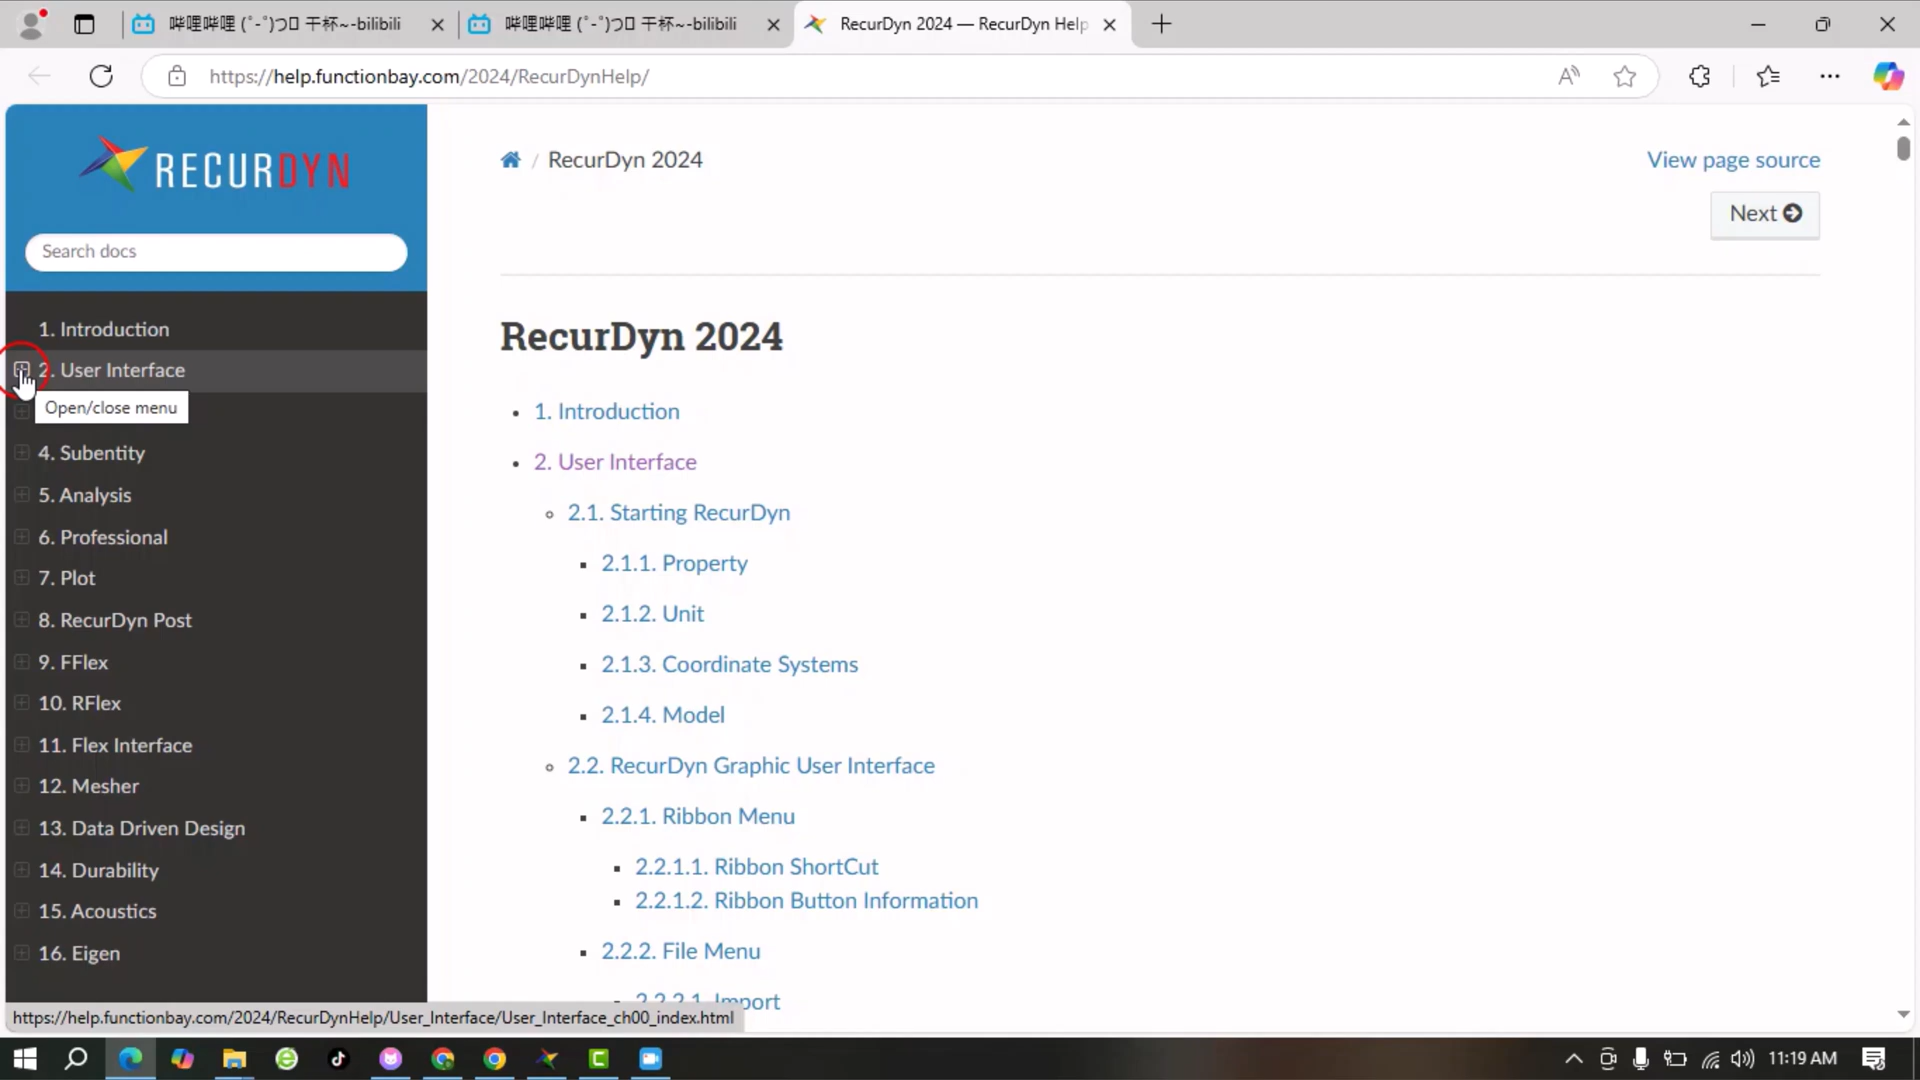 哔哩哔哩 (゜-゜)つロ 干杯~-bilibili
哔哩哔哩 (゜-゜)つロ 干杯~-bilibili
RecurDyn 2024 — RecurDyn Help
https://help.functionbay.com/2024/RecurDynHelp/
RECURDYN
Search docs
1. Introduction
2. User Interface
Open/close menu
4. Subentity
5. Analysis
6. Professional
7. Plot
8. RecurDyn Post
9. FFlex
10. RFlex
11. Flex Interface
12. Mesher
13. Data Driven Design
14. Durability
15. Acoustics
16. Eigen
/ RecurDyn 2024
View page source
Next
RecurDyn 2024
• 1. Introduction
• 2. User Interface
2.1. Starting RecurDyn
2.1.1. Property
2.1.2. Unit
2.1.3. Coordinate Systems
2.1.4. Model
2.2. RecurDyn Graphic User Interface
2.2.1. Ribbon Menu
2.2.1.1. Ribbon ShortCut
2.2.1.2. Ribbon Button Information
2.2.2. File Menu
2.2.2.1. Import
https://help.functionbay.com/2024/RecurDynHelp/User_Interface/User_Interface_ch00_index.html
11:19 AM